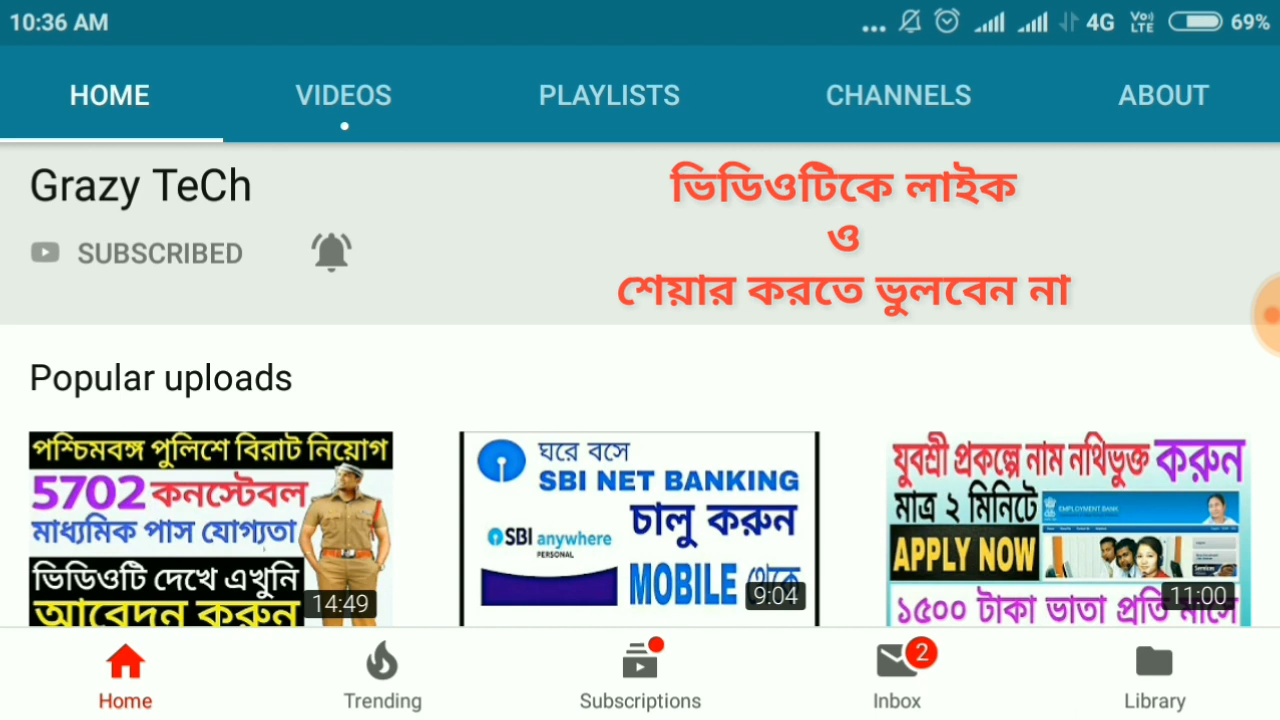 10:36 AM
4G
Vo)) LTE
69%
HOME
VIDEOS
PLAYLISTS
CHANNELS
ABOUT
Grazy TeCh
SUBSCRIBED
ভিডিওটিকে লাইক
ও
শেয়ার করতে ভুলবেন না
Popular uploads
পশ্চিমবঙ্গ পুলিশে বিরাট নিয়োগ
5702 কনস্টেবল
মাধ্যমিক পাস যোগ্যতা
ভিডিওটি দেখে এখুনি
আবেদন করুন
14:49
ঘরে বসে
SBI NET BANKING
চালু করুন
SBI anywhere
PERSONAL
MOBILE থেকে
9:04
যুবশ্রী প্রকল্পে নাম নথিভুক্ত করুন
মাত্র ২ মিনিটে
EMPLOYMENT BANK
APPLY NOW
১৫০০ টাকা ভাতা প্রতি মাসে
11:00
Home
Trending
Subscriptions
2
Inbox
Library